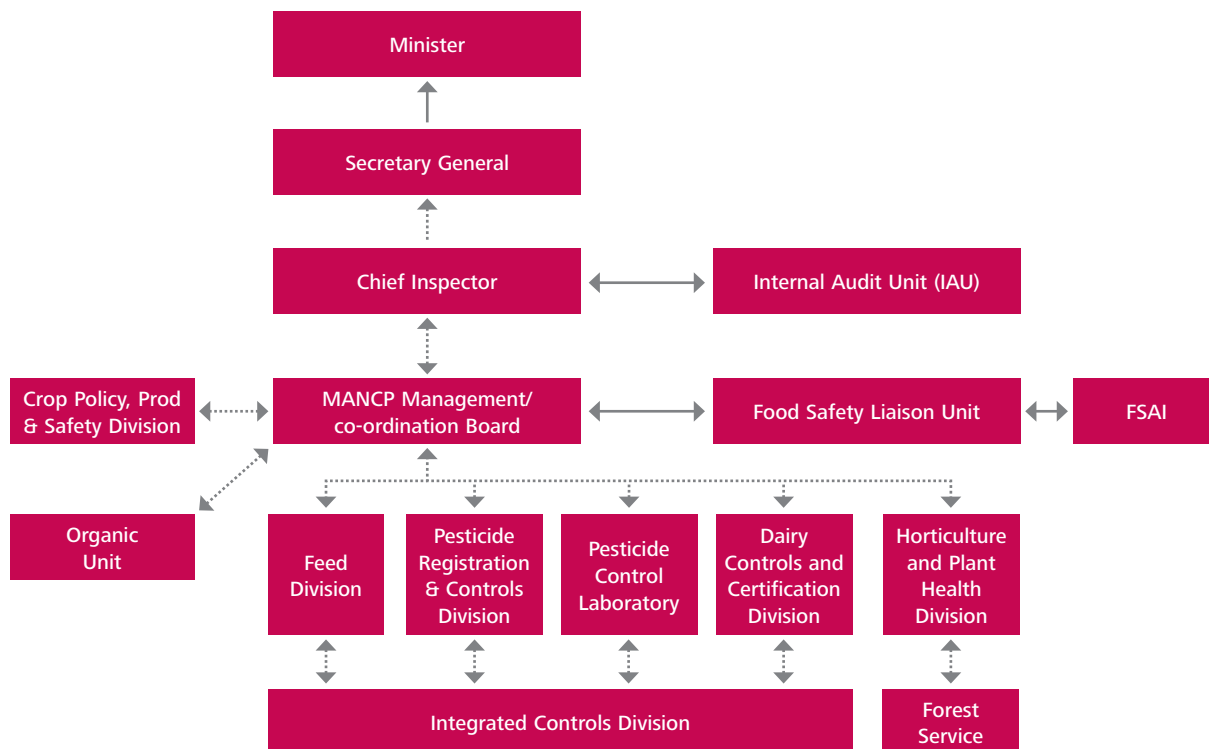 Minister
Secretary General
Chief Inspector
Internal Audit Unit (IAU)
Crop Policy, Prod
& Safety Division
MANCP Management/
co-ordination Board
Food Safety Liaison Unit
FSAI
Organic
Unit
Feed
Division
Pesticide
Registration
& Controls
Division
Pesticide
Control
Laboratory
Dairy
Controls and
Certification
Division
Horticulture
and Plant
Health
Division
Integrated Controls Division
Forest
Service